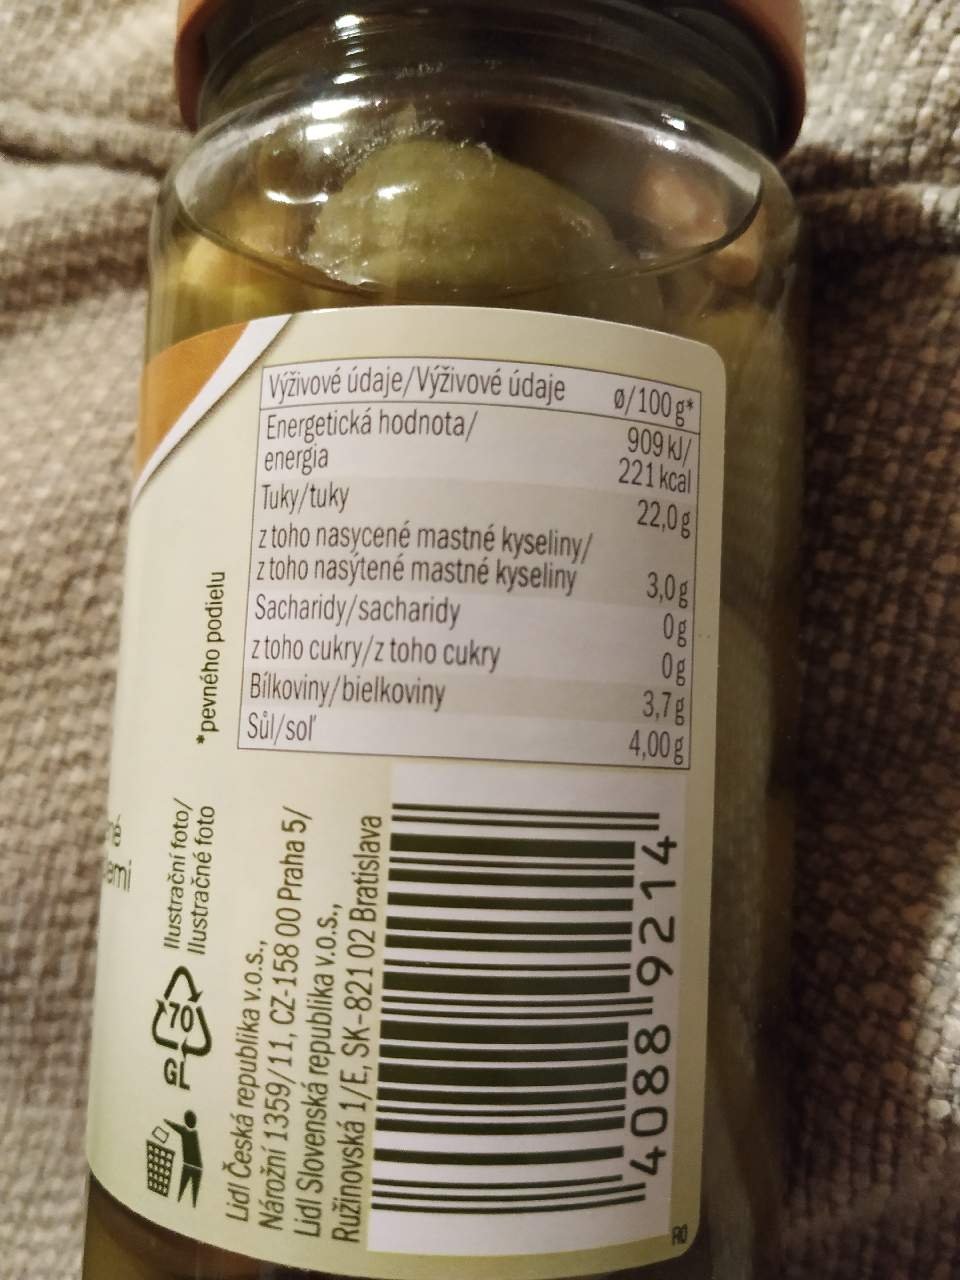 Výživové údaje/Výživové údaje ø/100 g*
Energetická hodnota/ 909 kJ/
energia 221 kcal
Tuky/tuky 22,0 g
z toho nasycené mastné kyseliny/
z toho nasýtené mastné kyseliny 3,0 g
Sacharidy/sacharidy 0 g
z toho cukry/z toho cukry 0 g
Bílkoviny/bielkoviny 3,7 g
Sůl/soľ 4,00 g
*pevného podielu
Ilustrační foto/
Ilustračné foto
70
GL
Lidl Česká republika v.o.s.,
Nárožní 1359/11, CZ-158 00 Praha 5/
Lidl Slovenská republika v.o.s.,
Ružinovská 1/E, SK-821 02 Bratislava
4088 9214